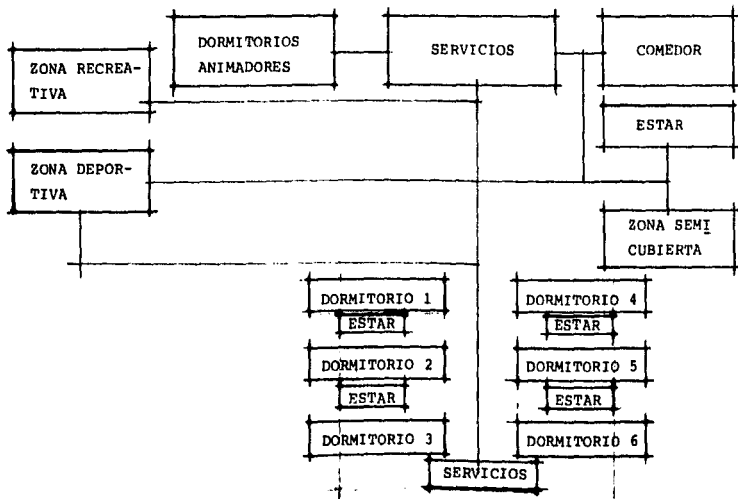 DORMITORIOS
ANIMADORES
SERVICIOS
COMEDOR
ZONA RECREA-
TIVA
ESTAR
ZONA DEPOR-
TIVA
ZONA SEMI
CUBIERTA
DORMITORIO 1
DORMITORIO 4
ESTAR
ESTAR
DORMITORIO 2
DORMITORIO 5
ESTAR
ESTAR
DORMITORIO 3
DORMITORIO 6
SERVICIOS